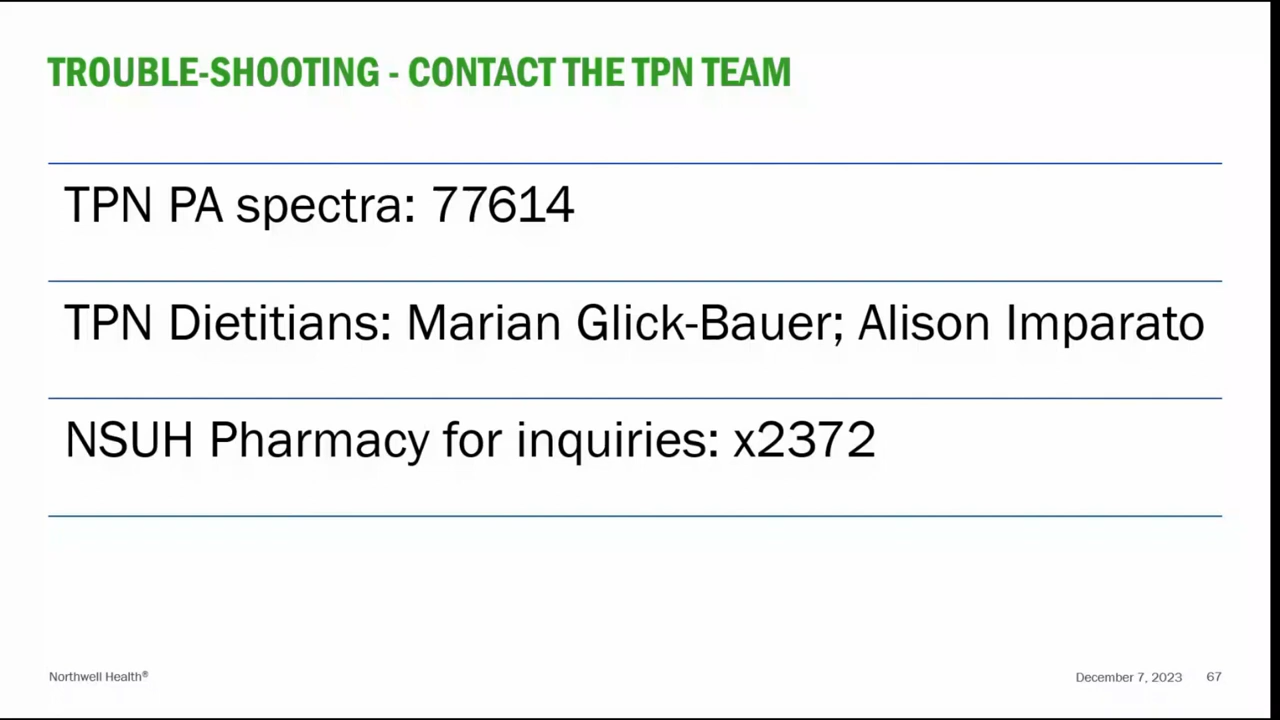 TROUBLE-SHOOTING - CONTACT THE TPN TEAM
TPN PA spectra: 77614
TPN Dietitians: Marian Glick-Bauer; Alison Imparato
NSUH Pharmacy for inquiries: x2372
Northwell Health®
December 7, 2023 67